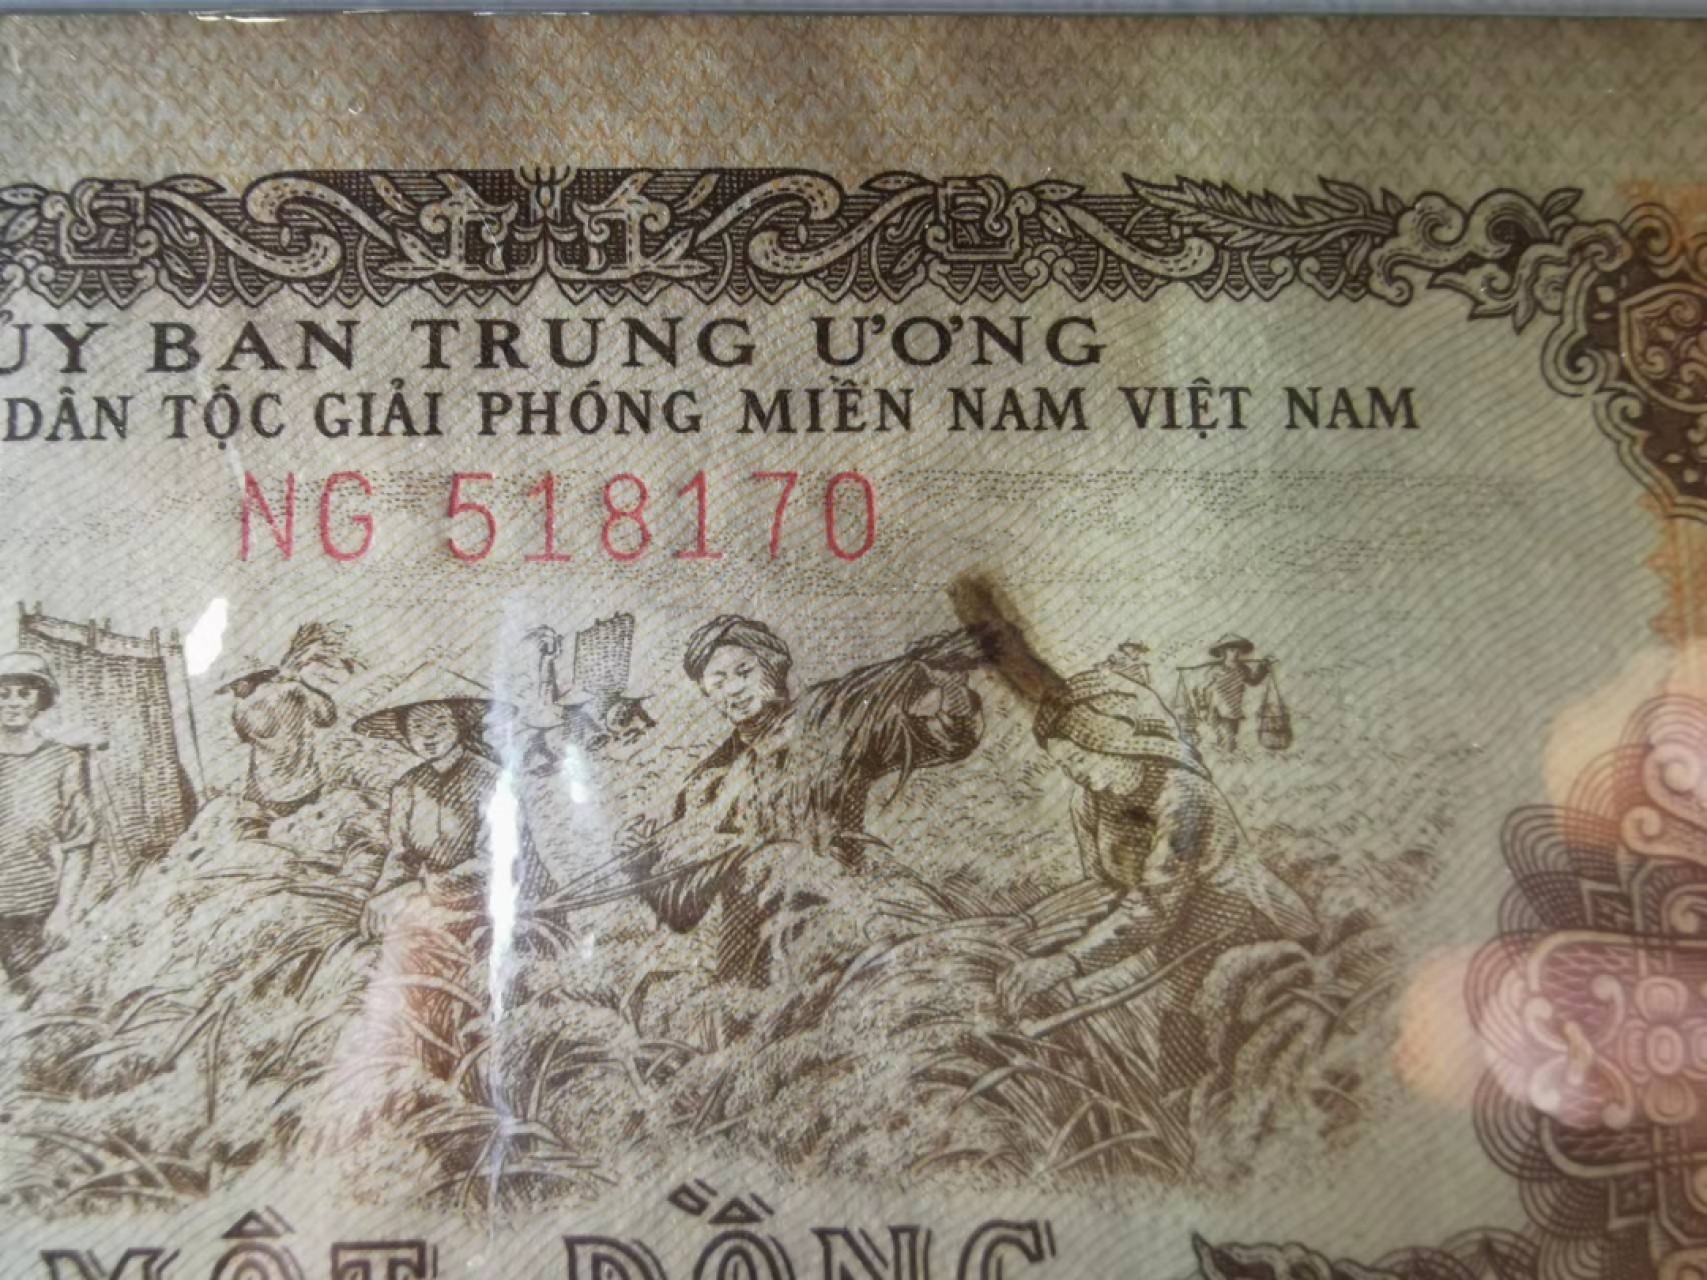 ỦY BAN TRUNG ƯƠNG
DÂN TỘC GIẢI PHÓNG MIỀN NAM VIỆT NAM
NG 518170
MỘT ĐỒNG